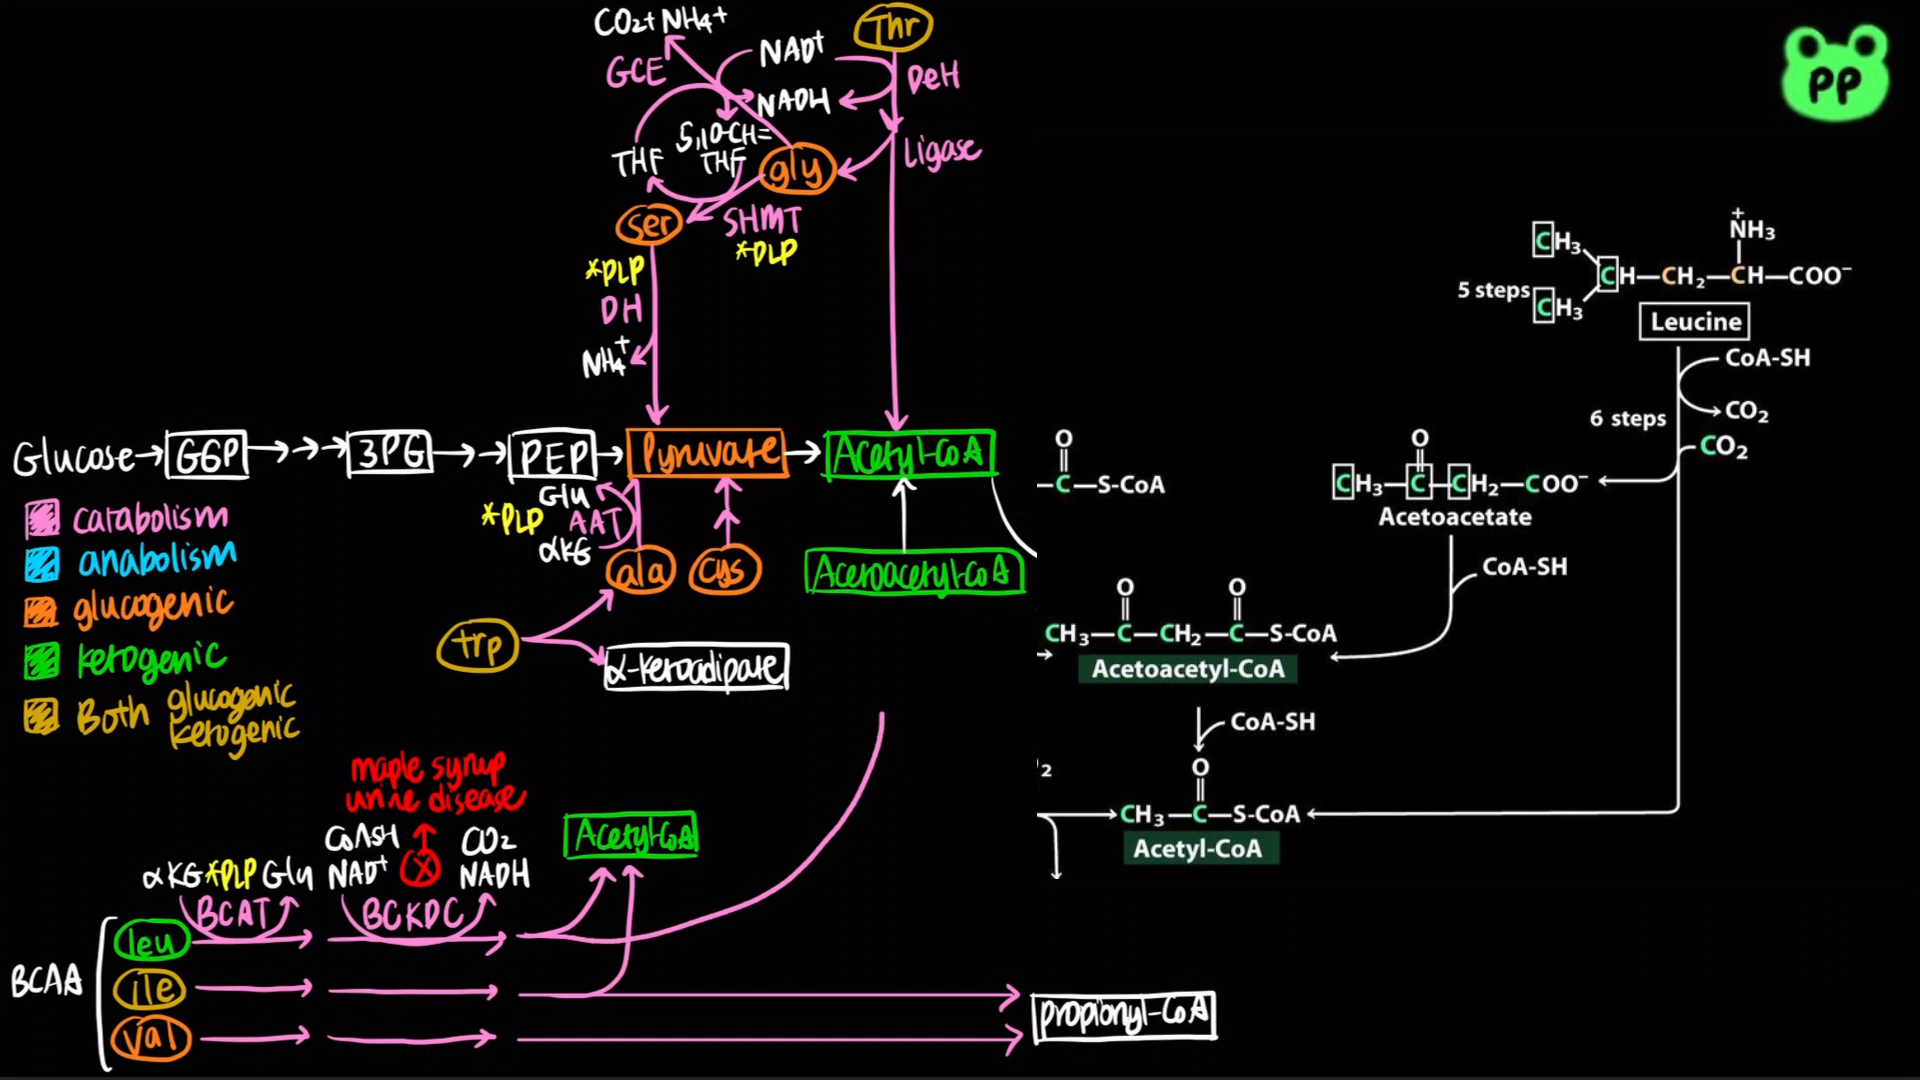 CO₂+ NH₄+
Thr
NAD⁺
GCE
DeH
NADH
PP
5,10-CH=
THF
THF
Ligase
gly
ser
SHMT
*PLP
*PLP
DH
NH₄⁺
⁺NH₃
CH₃
CH—CH₂—CH—COO⁻
5 steps
CH₃
Leucine
CoA-SH
CO₂
6 steps
CO₂
Glucose
G6P
3PG
PEP
Pyruvate
Acetyl-CoA
O
—C—S-CoA
O
CH₃—C—CH₂—COO⁻
Acetoacetate
Glu
*PLP AAT
αKG
ala
cys
Acetoacetyl-CoA
catabolism
anabolism
glucogenic
ketogenic
Both glucogenic
ketogenic
trp
α-ketoadipate
CoA-SH
O O
CH₃—C—CH₂—C—S-CoA
Acetoacetyl-CoA
CoA-SH
2
O
CH₃—C—S-CoA
Acetyl-CoA
maple syrup
urine disease
CoASH
CO₂
Acetyl-CoA
αKG *PLP Glu NAD⁺ X NADH
BCAT
BCKDC
BCAA
leu
ile
val
propionyl-CoA